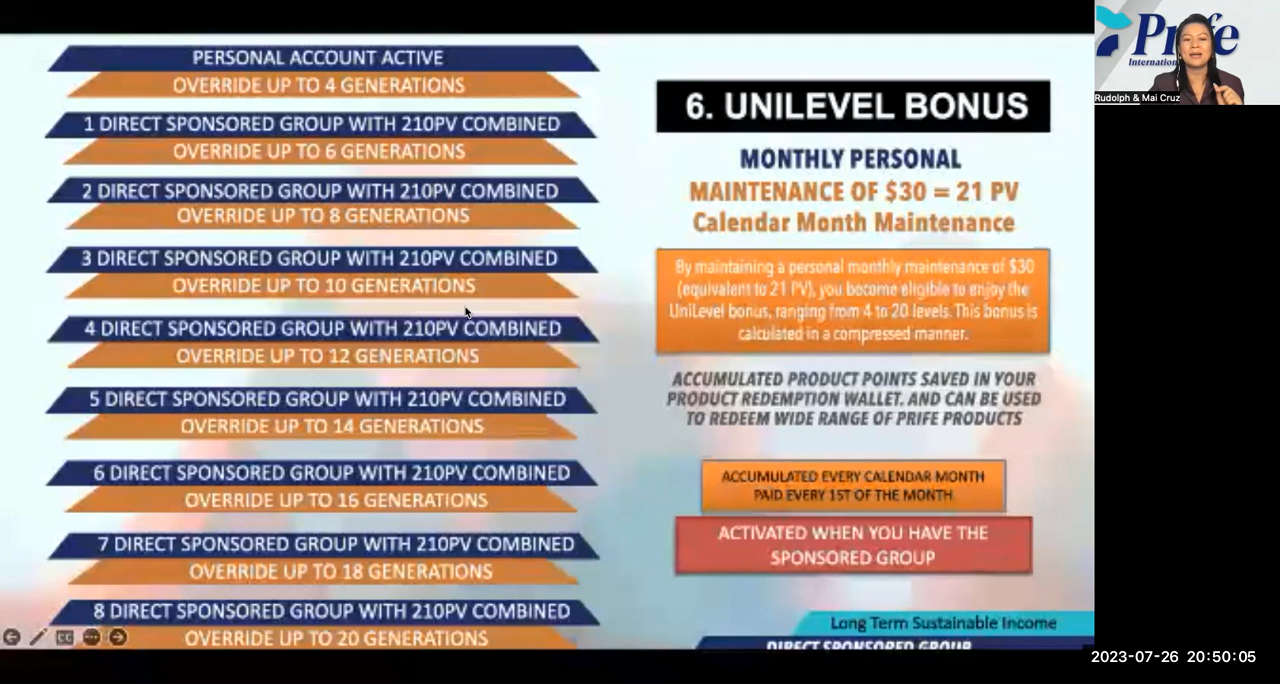 PERSONAL ACCOUNT ACTIVE
OVERRIDE UP TO 4 GENERATIONS
1 DIRECT SPONSORED GROUP WITH 210PV COMBINED
OVERRIDE UP TO 6 GENERATIONS
2 DIRECT SPONSORED GROUP WITH 210PV COMBINED
OVERRIDE UP TO 8 GENERATIONS
3 DIRECT SPONSORED GROUP WITH 210PV COMBINED
OVERRIDE UP TO 10 GENERATIONS
4 DIRECT SPONSORED GROUP WITH 210PV COMBINED
OVERRIDE UP TO 12 GENERATIONS
5 DIRECT SPONSORED GROUP WITH 210PV COMBINED
OVERRIDE UP TO 14 GENERATIONS
6 DIRECT SPONSORED GROUP WITH 210PV COMBINED
OVERRIDE UP TO 16 GENERATIONS
7 DIRECT SPONSORED GROUP WITH 210PV COMBINED
OVERRIDE UP TO 18 GENERATIONS
8 DIRECT SPONSORED GROUP WITH 210PV COMBINED
OVERRIDE UP TO 20 GENERATIONS
CC
6. UNILEVEL BONUS
MONTHLY PERSONAL
MAINTENANCE OF $30 = 21 PV
Calendar Month Maintenance
By maintaining a personal monthly maintenance of $30
(equivalent to 21 PV), you become eligible to enjoy the
UniLevel bonus, ranging from 4 to 20 levels. This bonus is
calculated in a compressed manner.
ACCUMULATED PRODUCT POINTS SAVED IN YOUR
PRODUCT REDEMPTION WALLET. AND CAN BE USED
TO REDEEM WIDE RANGE OF PRIFE PRODUCTS
ACCUMULATED EVERY CALENDAR MONTH
PAID EVERY 1ST OF THE MONTH
ACTIVATED WHEN YOU HAVE THE
SPONSORED GROUP
Long Term Sustainable Income
DIRECT SPONSORED GROUP
Rudolph & Mai Cruz
2023-07-26 20:50:05